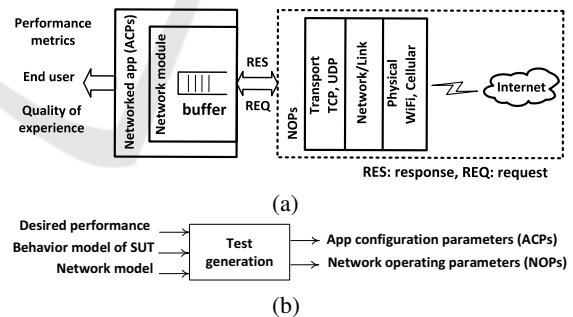 Performance
metrics
End user
Quality of
experience
Networked app (ACPs)
Network module
buffer
RES
REQ
NOPs
Transport
TCP, UDP
Network/Link
Physical
WiFi, Cellular
Internet
RES: response, REQ: request
(a)
Desired performance
Behavior model of SUT
Network model
Test
generation
App configuration parameters (ACPs)
Network operating parameters (NOPs)
(b)